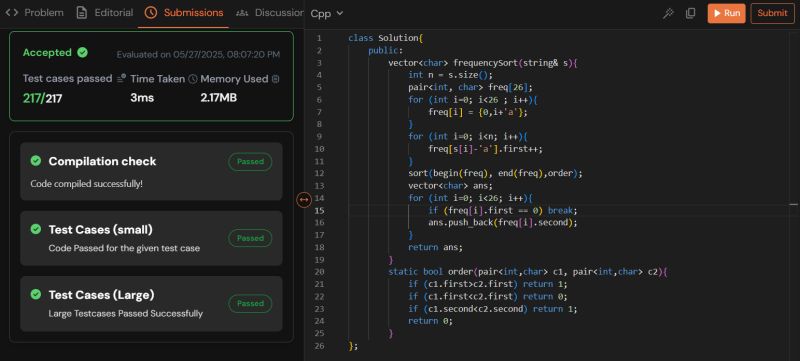 <> Problem Editorial Submissions Discussion
Accepted
Evaluated on 05/27/2025, 08:07:20 PM
Test cases passed Time Taken Memory Used
217/217 3ms 2.17MB
Compilation check Passed
Code compiled successfully!
Test Cases (small) Passed
Code Passed for the given test case
Test Cases (Large) Passed
Large Testcases Passed Successfully
Cpp Run Submit
1 class Solution{
2 public:
3 vector<char> frequencySort(string& s){
4 int n = s.size();
5 pair<int, char> freq[26];
6 for (int i=0; i<26 ; i++){
7 freq[i] = {0,i+'a'};
8 }
9 for (int i=0; i<n; i++){
10 freq[s[i]-'a'].first++;
11 }
12 sort(begin(freq), end(freq),order);
13 vector<char> ans;
14 for (int i=0; i<26; i++){
15 if (freq[i].first == 0) break;
16 ans.push_back(freq[i].second);
17 }
18 return ans;
19 }
20 static bool order(pair<int,char> c1, pair<int,char> c2){
21 if (c1.first>c2.first) return 1;
22 if (c1.first<c2.first) return 0;
23 if (c1.second<c2.second) return 1;
24 return 0;
25 }
26 };